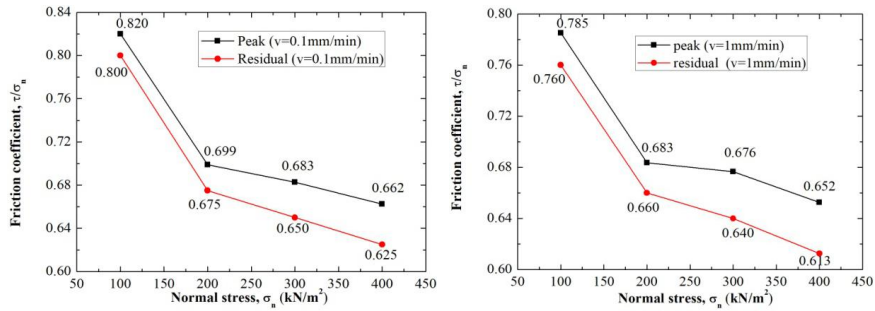 0.84
0.80
0.76
0.72
0.68
0.64
0.60
Friction coefficient, τ/σn
0.820
0.800
0.699
0.675
0.683
0.650
0.662
0.625
Peak (v=0.1mm/min)
Residual (v=0.1mm/min)
50 100 150 200 250 300 350 400 450
Normal stress, σn (kN/m²)
0.80
0.76
0.72
0.68
0.64
0.60
Friction coefficient, τ/σn
0.785
0.760
0.683
0.660
0.676
0.640
0.652
0.613
peak (v=1mm/min)
residual (v=1mm/min)
50 100 150 200 250 300 350 400 450
Normal stress, σn (kN/m²)